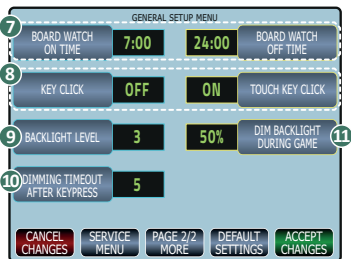 GENERAL SETUP MENU
7
BOARD WATCH
ON TIME
7:00
24:00
BOARD WATCH
OFF TIME
8
KEY CLICK
OFF
ON
TOUCH KEY CLICK
9
BACKLIGHT LEVEL
3
50%
DIM BACKLIGHT
DURING GAME
11
10
DIMMING TIMEOUT
AFTER KEYPRESS
5
CANCEL
CHANGES
SERVICE
MENU
PAGE 2/2
MORE
DEFAULT
SETTINGS
ACCEPT
CHANGES